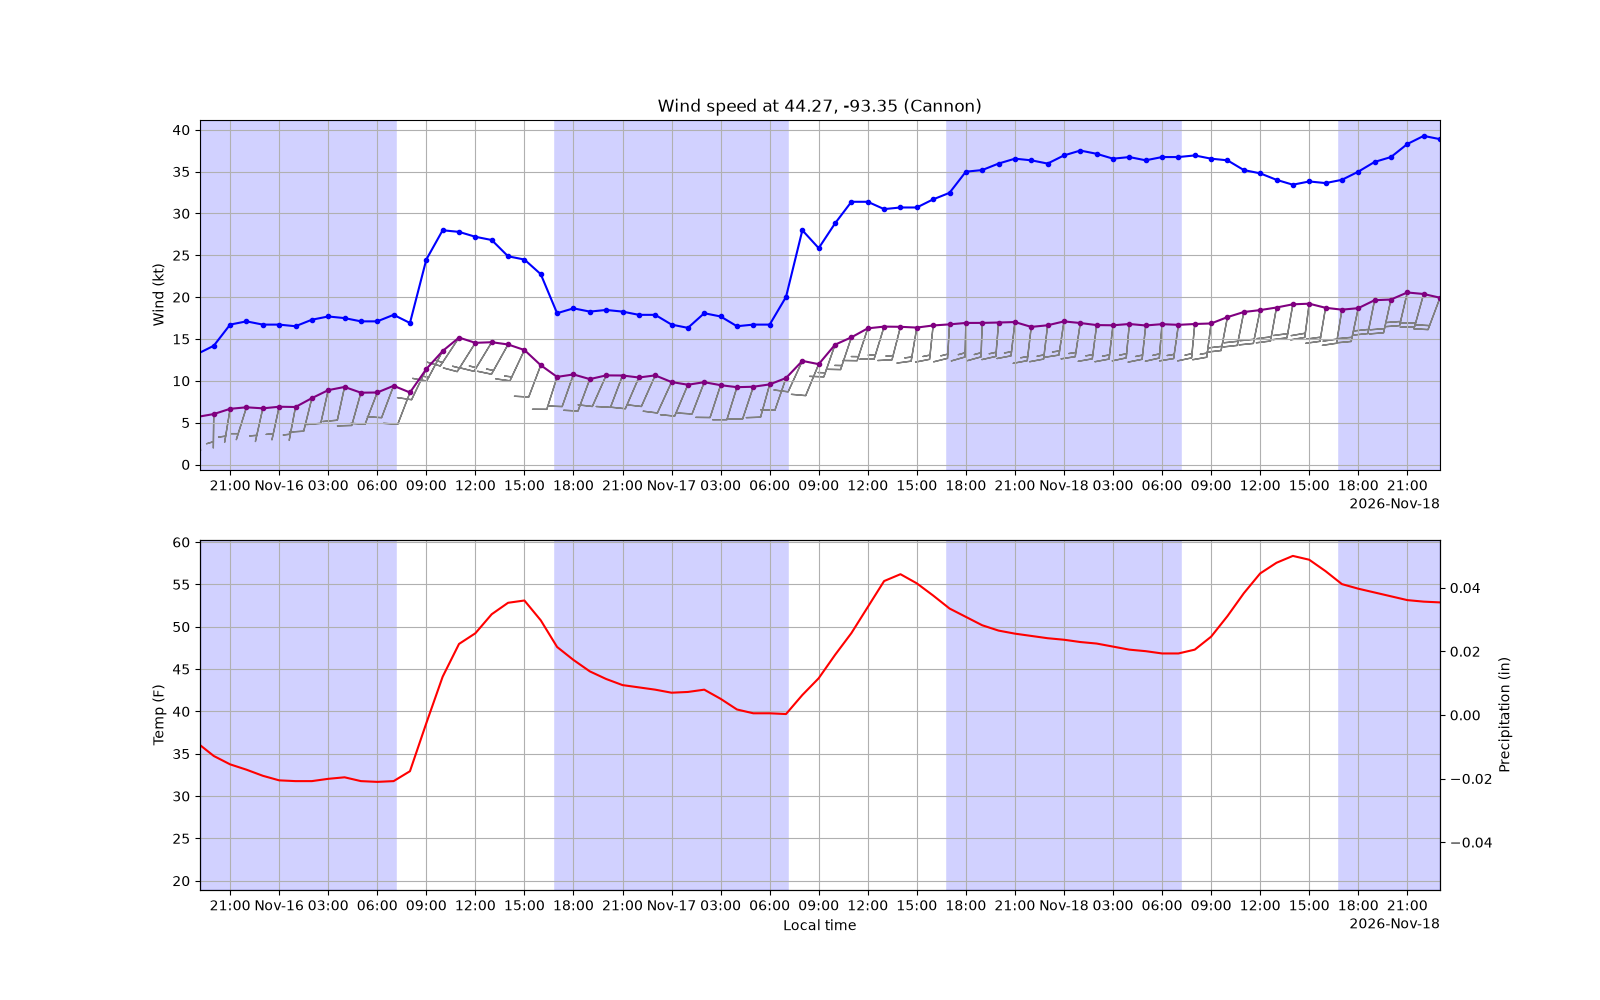 Wind speed at 44.27, -93.35 (Cannon)
40
35
30
25
20
15
10
5
0
Wind (kt)
21:00 Nov-16 03:00 06:00 09:00 12:00 15:00 18:00 21:00 Nov-17 03:00 06:00 09:00 12:00 15:00 18:00 21:00 Nov-18 03:00 06:00 09:00 12:00 15:00 18:00 21:00
2026-Nov-18
60
55
50
45
40
35
30
25
20
Temp (F)
0.04
0.02
0.00
−0.02
−0.04
Precipitation (in)
21:00 Nov-16 03:00 06:00 09:00 12:00 15:00 18:00 21:00 Nov-17 03:00 06:00 09:00 12:00 15:00 18:00 21:00 Nov-18 03:00 06:00 09:00 12:00 15:00 18:00 21:00
Local time
2026-Nov-18